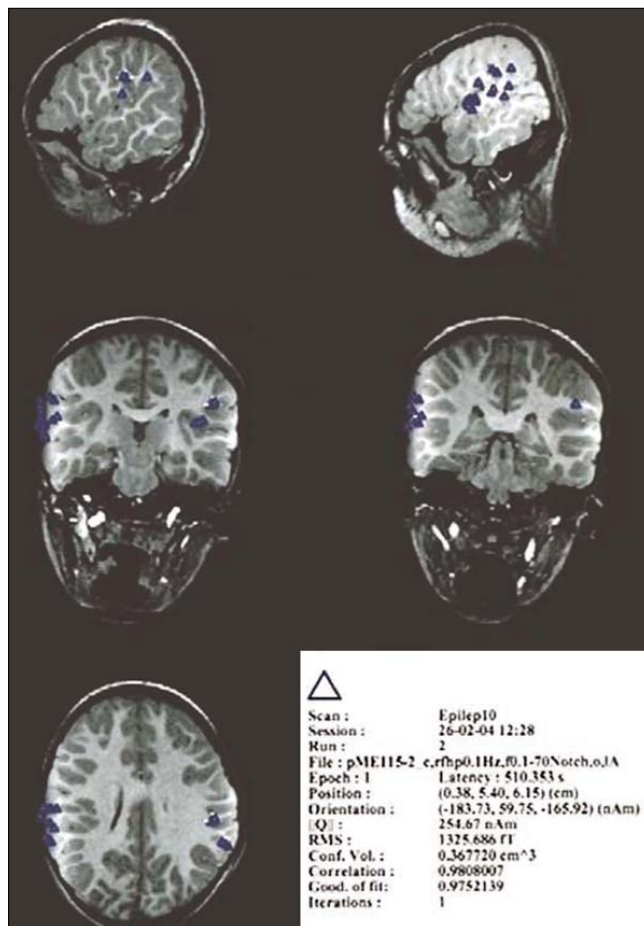 Scan : Epilep10
Session : 26-02-04 12:28
Run : 2
File : pME115-2_c,rfhp0.1Hz,f0.1-70Notch,o,JA
Epoch : 1 Latency : 510.353 s
Position : (0.38, 5.40, 6.15) (cm)
Orientation : (-183.73, 59.75, -165.92) (nAm)
|Q| : 254.67 nAm
RMS : 1325.686 fT
Conf. Vol. : 0.367720 cm^3
Correlation : 0.9808007
Good. of fit: 0.9752139
Iterations : 1